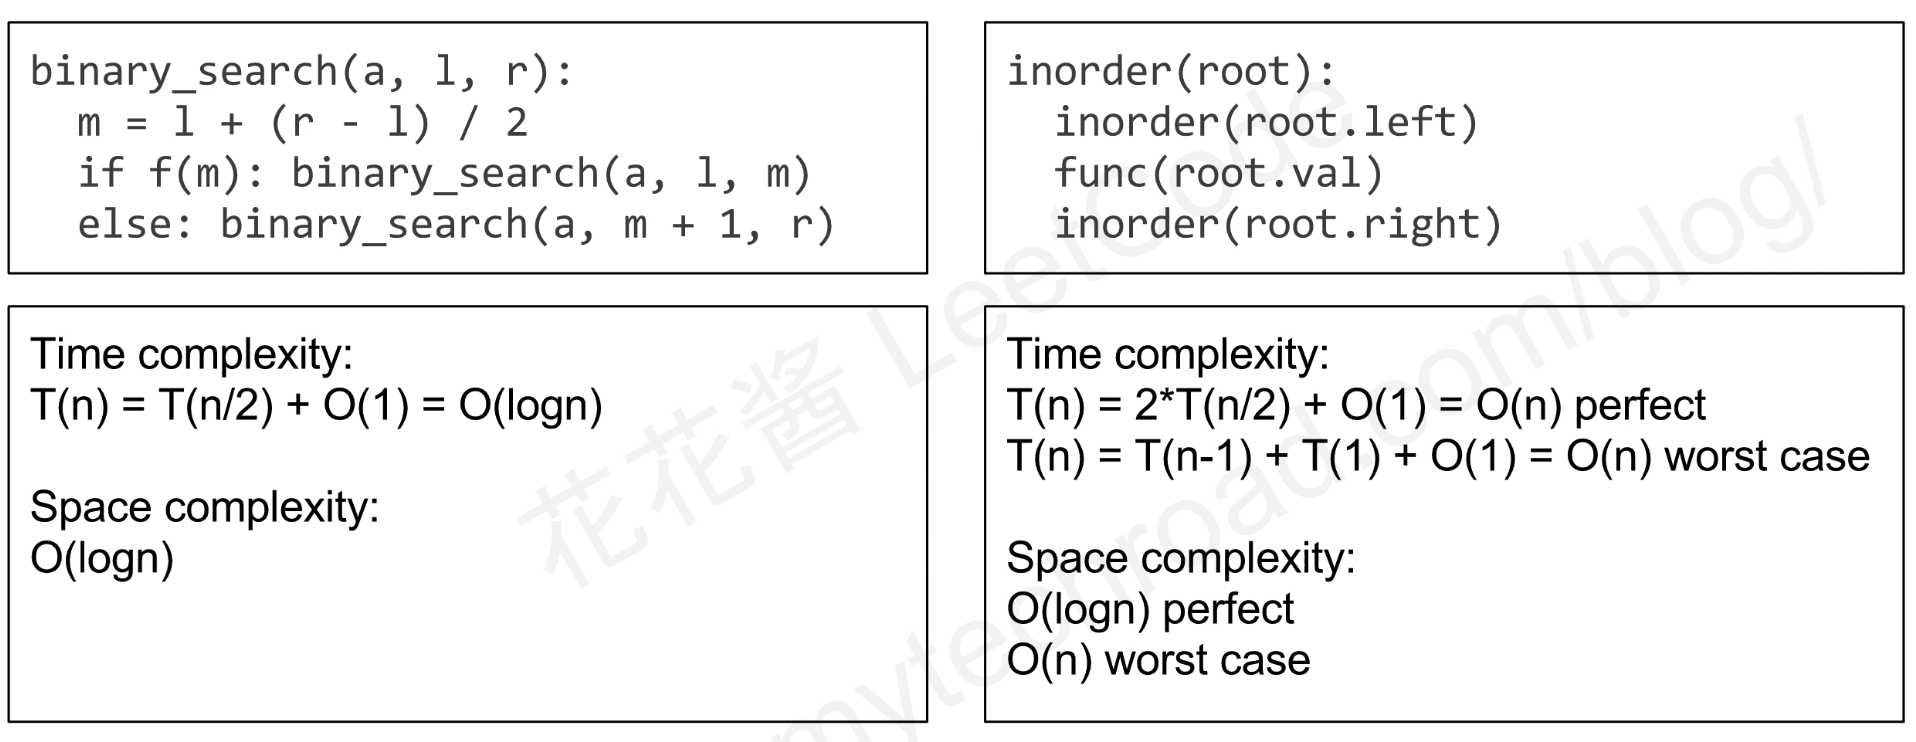 binary_search(a, l, r):
  m = l + (r - l) / 2
  if f(m): binary_search(a, l, m)
  else: binary_search(a, m + 1, r)
inorder(root):
  inorder(root.left)
  func(root.val)
  inorder(root.right)
Time complexity:
T(n) = T(n/2) + O(1) = O(logn)
Space complexity:
O(logn)
Time complexity:
T(n) = 2*T(n/2) + O(1) = O(n) perfect
T(n) = T(n-1) + T(1) + O(1) = O(n) worst case
Space complexity:
O(logn) perfect
O(n) worst case
花花酱 LeetCode
mytechroad.com/blog/